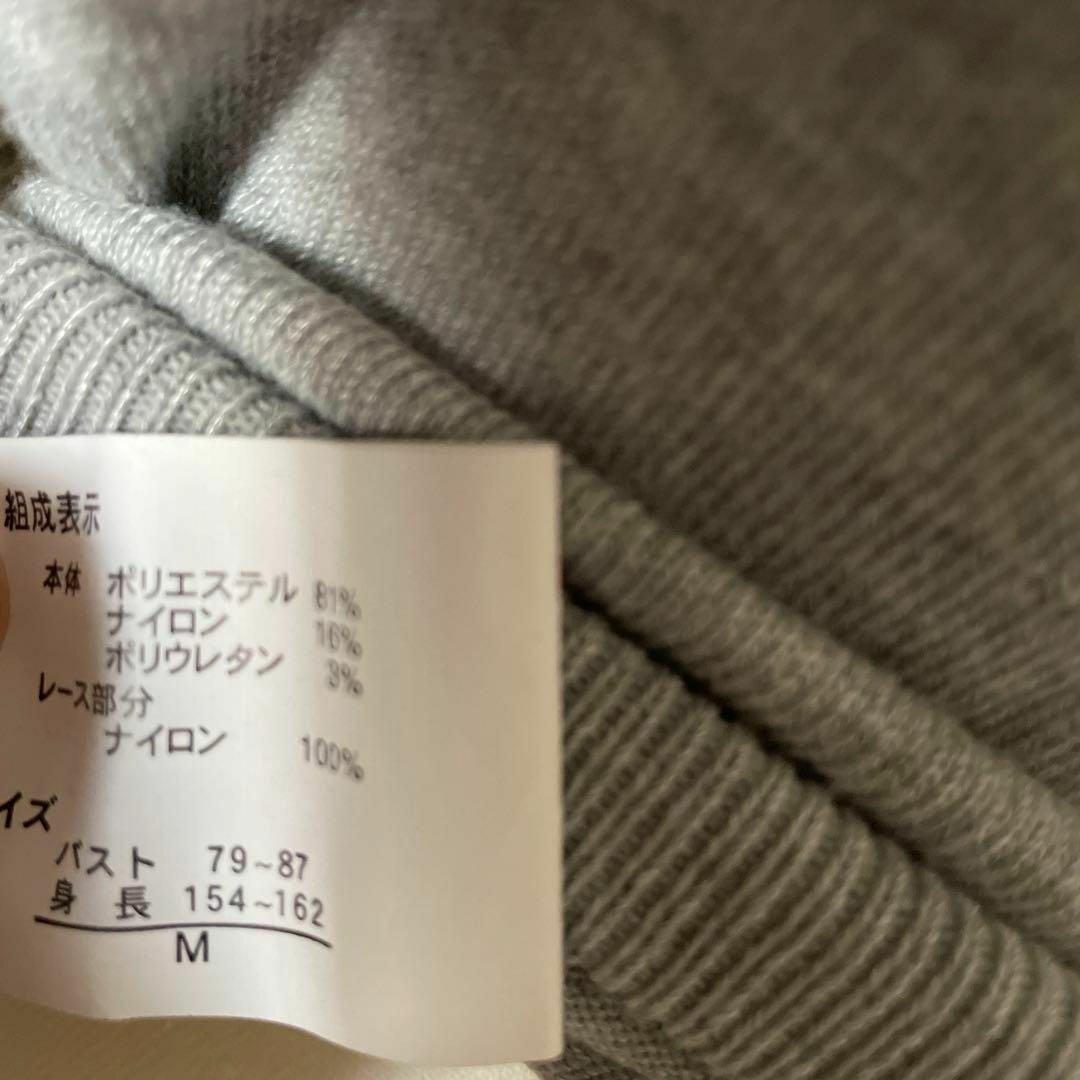 組成表示
本体 ポリエステル 81%
ナイロン 16%
ポリウレタン 3%
レース部分
ナイロン 100%
イズ
バスト 79~87
身長 154~162
M